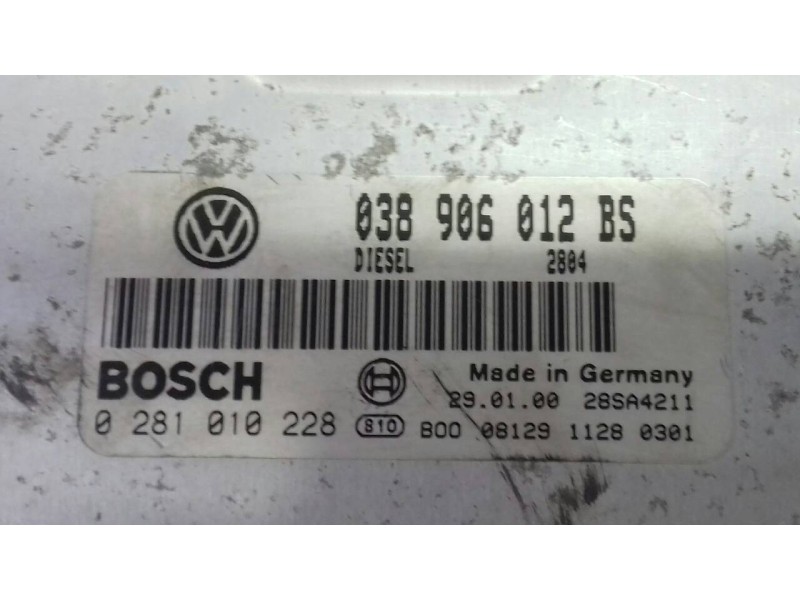 038 906 012 BS
DIESEL 2804
BOSCH
Made in Germany
29.01.00 28SA4211
0 281 010 228 S10 B00 08129 1128 0301